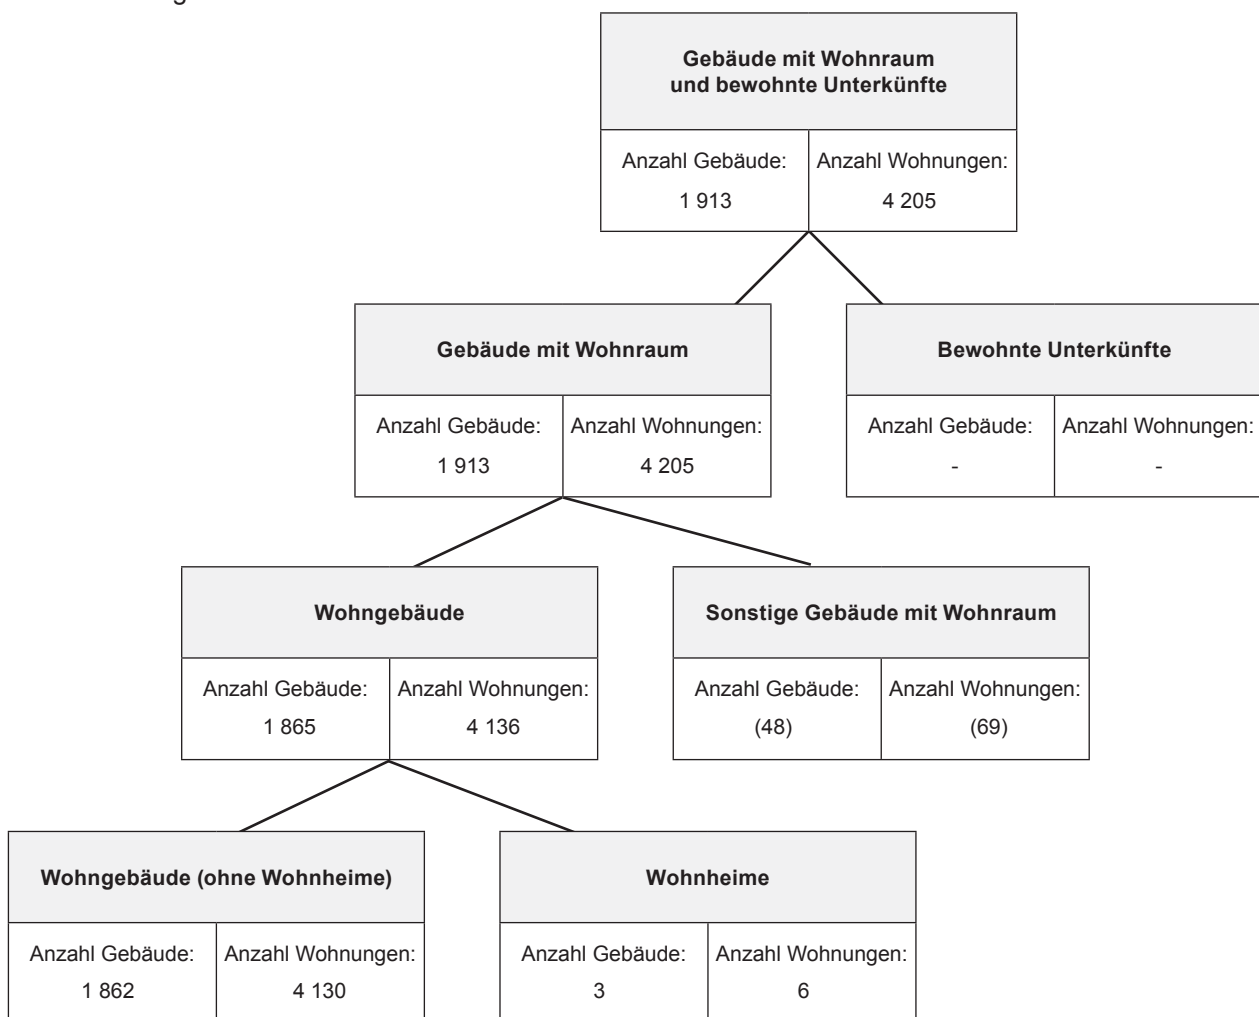 Gebäude mit Wohnraum
und bewohnte Unterkünfte
Anzahl Gebäude: Anzahl Wohnungen:
1 913 4 205
Gebäude mit Wohnraum
Anzahl Gebäude: Anzahl Wohnungen:
1 913 4 205
Bewohnte Unterkünfte
Anzahl Gebäude: Anzahl Wohnungen:
- -
Wohngebäude
Anzahl Gebäude: Anzahl Wohnungen:
1 865 4 136
Sonstige Gebäude mit Wohnraum
Anzahl Gebäude: Anzahl Wohnungen:
(48) (69)
Wohngebäude (ohne Wohnheime)
Anzahl Gebäude: Anzahl Wohnungen:
1 862 4 130
Wohnheime
Anzahl Gebäude: Anzahl Wohnungen:
3 6